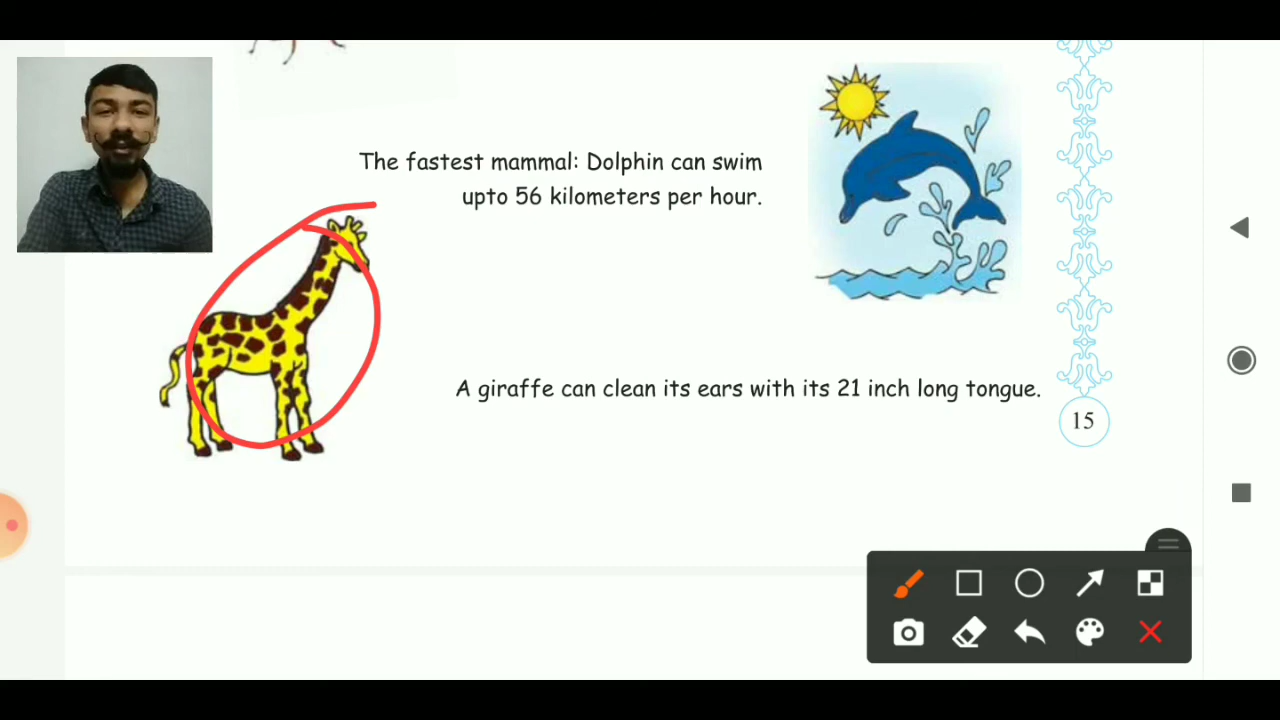 The fastest mammal: Dolphin can swim
upto 56 kilometers per hour.
A giraffe can clean its ears with its 21 inch long tongue.
15